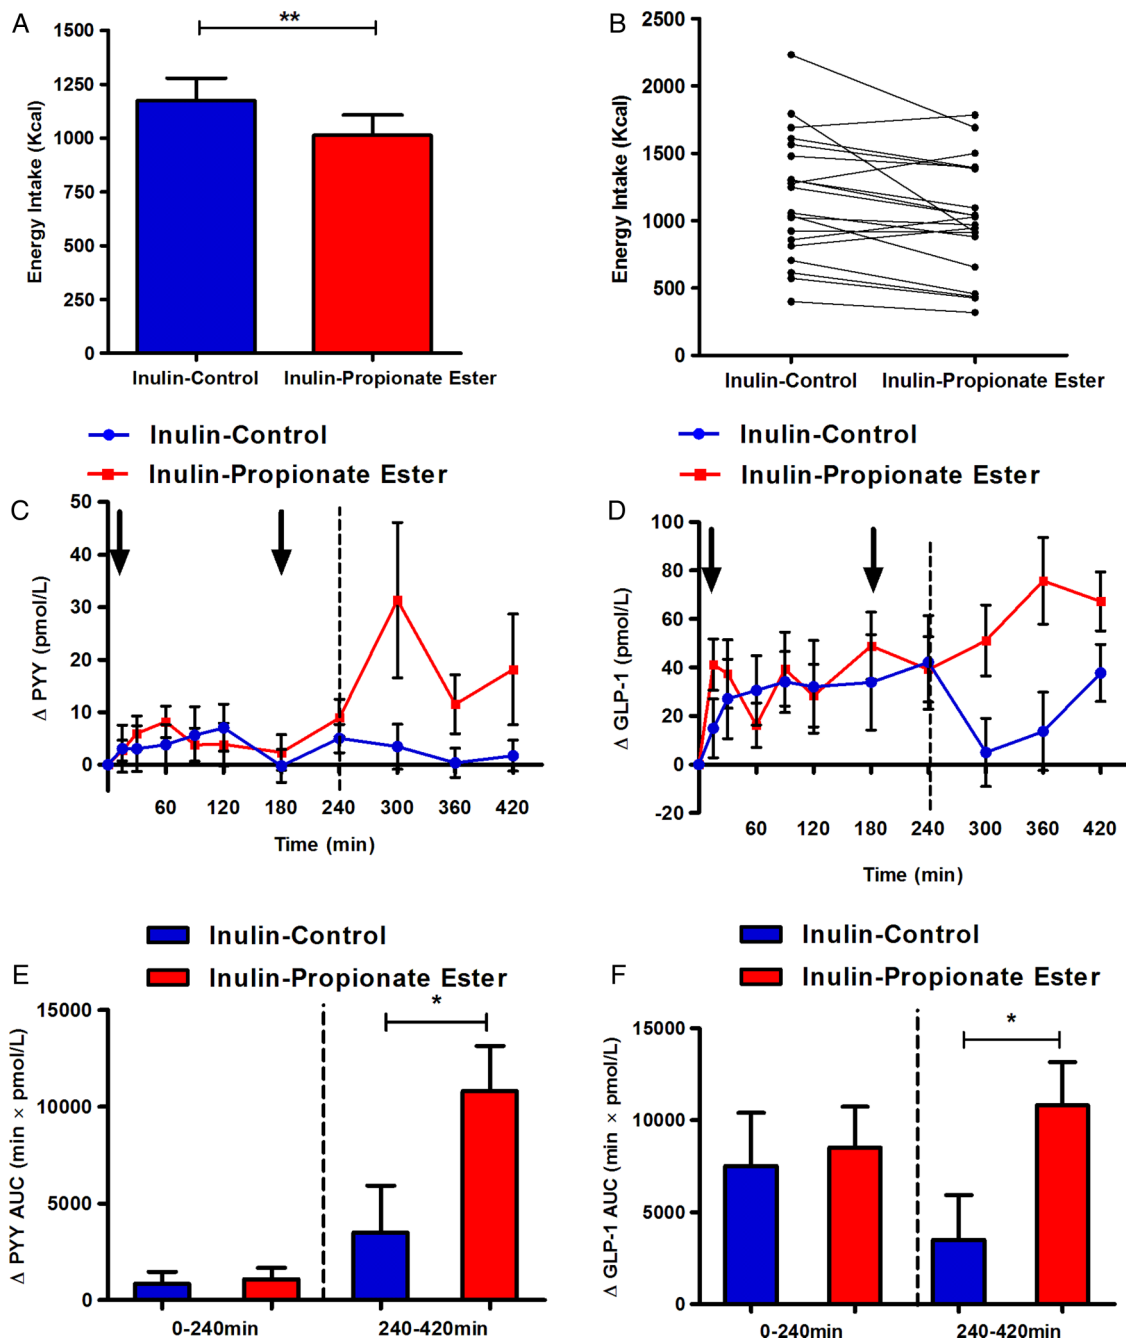 A
Energy Intake (Kcal)
1500
1250
1000
750
500
250
0
**
Inulin-Control
Inulin-Propionate Ester
B
Energy Intake (Kcal)
2500
2000
1500
1000
500
0
Inulin-Control
Inulin-Propionate Ester
Inulin-Control
Inulin-Propionate Ester
C
Δ PYY (pmol/L)
50
40
30
20
10
0
60
120
180
240
300
360
420
Time (min)
Inulin-Control
Inulin-Propionate Ester
D
Δ GLP-1 (pmol/L)
100
80
60
40
20
0
-20
60
120
180
240
300
360
420
Time (min)
Inulin-Control
Inulin-Propionate Ester
E
Δ PYY AUC (min × pmol/L)
15000
10000
5000
0
*
0-240min
240-420min
Inulin-Control
Inulin-Propionate Ester
F
Δ GLP-1 AUC (min × pmol/L)
15000
10000
5000
0
*
0-240min
240-420min